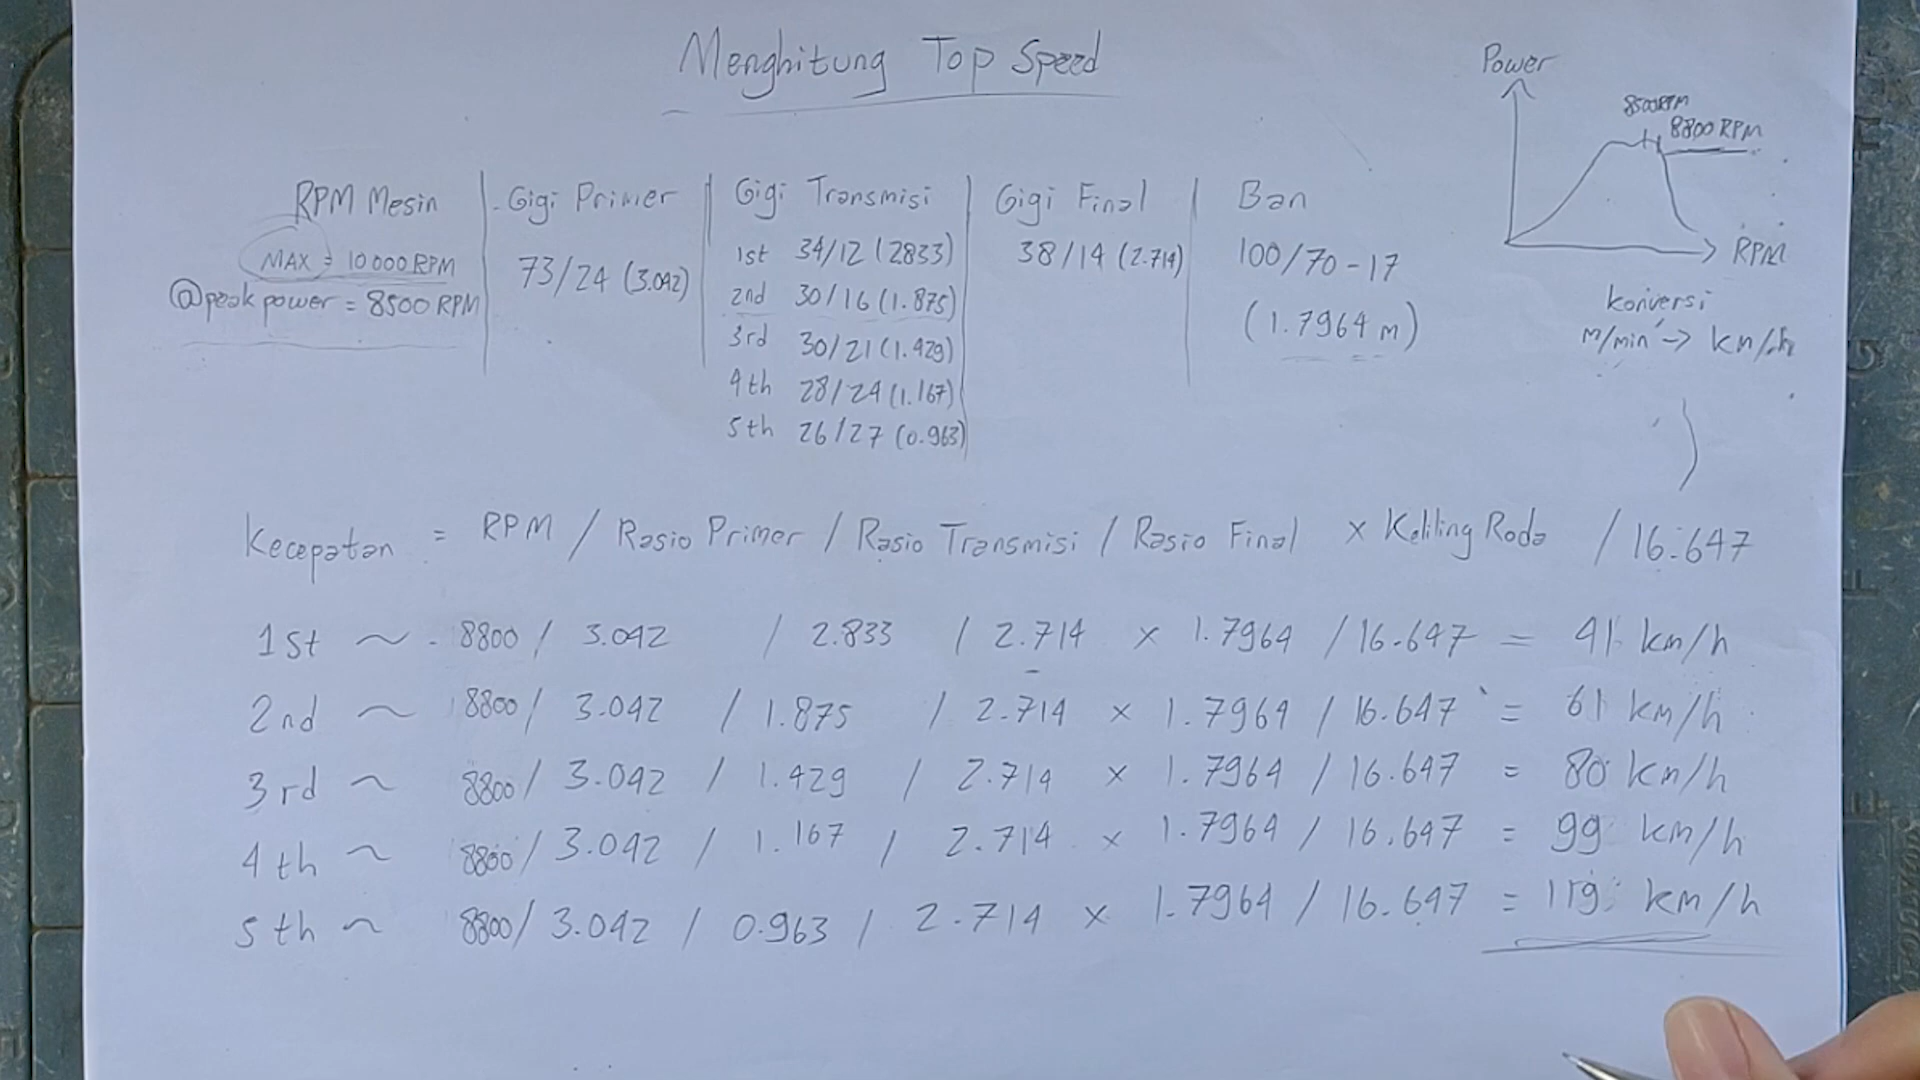 Menghitung Top Speed
Power
8500RPM
8800 RPM
RPM
konversi
m/min -> km/h
RPM Mesin
MAX = 10000 RPM
@peak power = 8500 RPM
Gigi Primer
73/24 (3.042)
Gigi Transmisi
1st 34/12 (2833)
2nd 30/16 (1.875)
3rd 30/21 (1.429)
4th 28/24 (1.167)
5th 26/27 (0.963)
Gigi Final
38/14 (2.714)
Ban
100/70-17
(1.7964 m)
Kecepatan = RPM / Rasio Primer / Rasio Transmisi / Rasio Final x Keliling Roda / 16.647
1st ~ 8800 / 3.042 / 2.833 / 2.714 x 1.7964 / 16.647 = 41 km/h
2nd ~ 8800 / 3.042 / 1.875 / 2.714 x 1.7964 / 16.647 = 61 km/h
3rd ~ 8800 / 3.042 / 1.429 / 2.714 x 1.7964 / 16.647 = 80 km/h
4th ~ 8800 / 3.042 / 1.167 / 2.714 x 1.7964 / 16.647 = 99 km/h
5th ~ 8800 / 3.042 / 0.963 / 2.714 x 1.7964 / 16.647 = 119 km/h